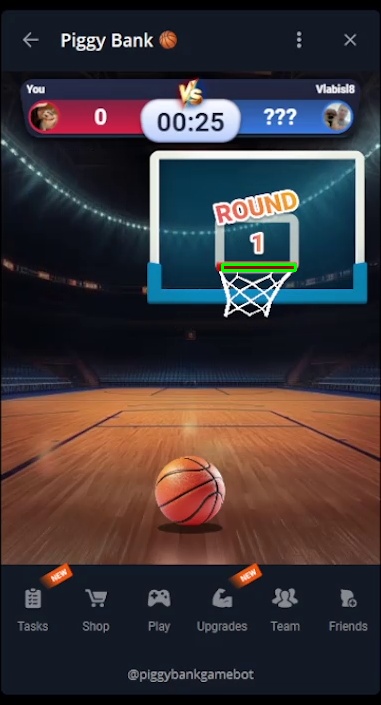 Piggy Bank 🏀
You
VS
Vlabisl8
0
00:25
???
ROUND
1
NEW
NEW
Tasks
Shop
Play
Upgrades
Team
Friends
@piggybankgamebot